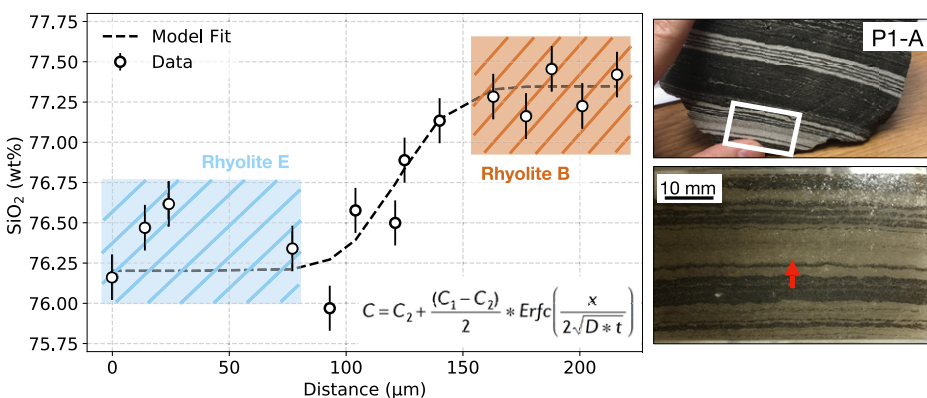 77.75
77.50
77.25
77.00
76.75
76.50
76.25
76.00
75.75
SiO₂ (wt%)
Model Fit
Data
Rhyolite E
Rhyolite B
C = C₂ + (C₁ − C₂) / 2 * Erfc( x / 2√D * t )
0 50 100 150 200
Distance (μm)
P1-A
10 mm